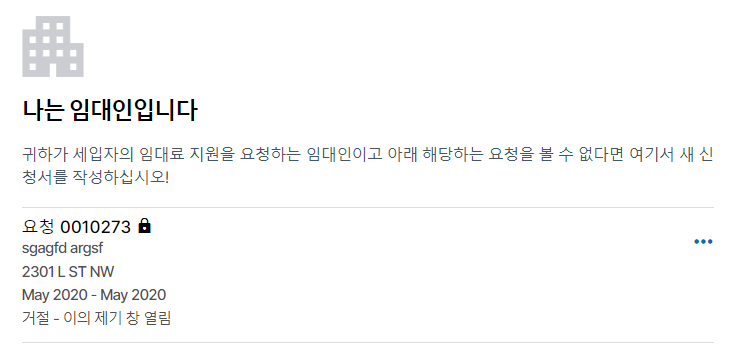 나는 임대인입니다
귀하가 세입자의 임대료 지원을 요청하는 임대인이고 아래 해당하는 요청을 볼 수 없다면 여기서 새 신
청서를 작성하십시오!
요청 0010273
sgagfd argsf
2301 L ST NW
May 2020 - May 2020
거절 - 이의 제기 창 열림